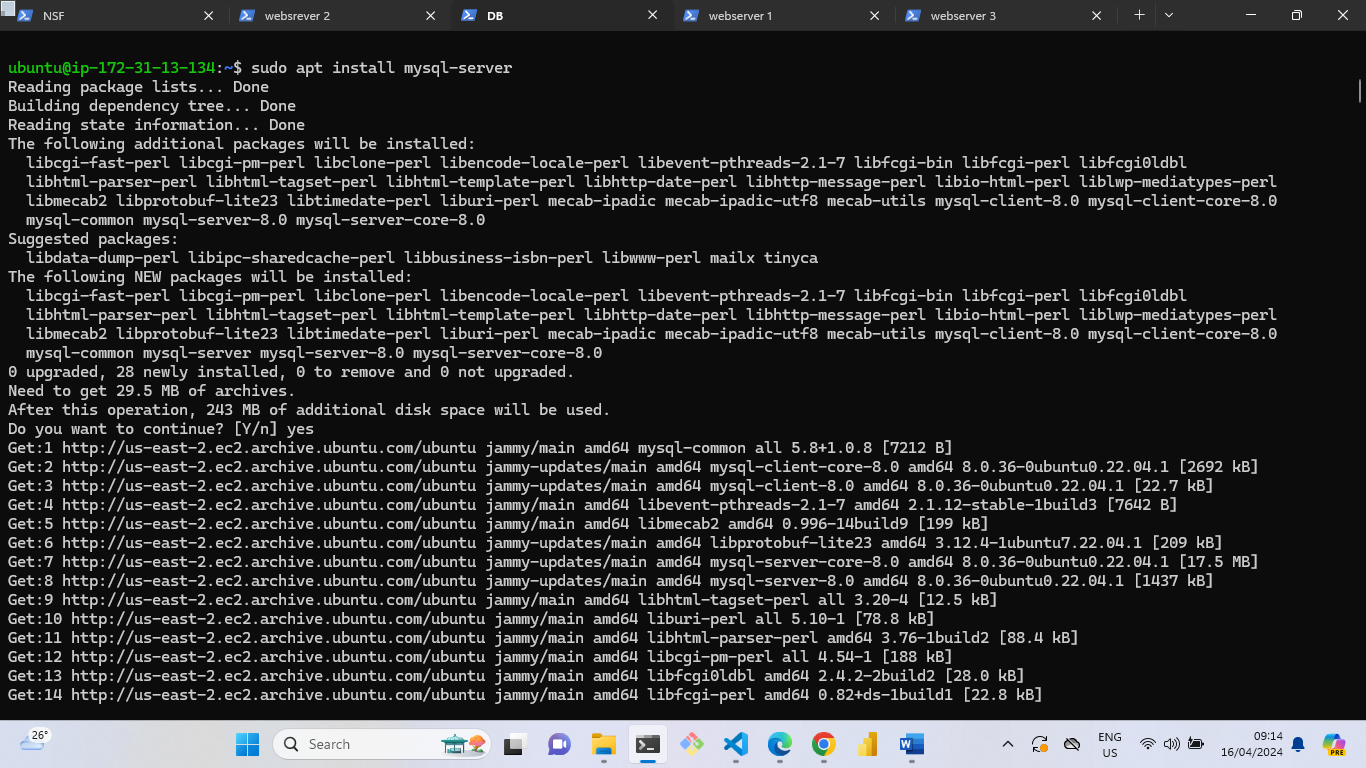 NSF
websrever 2
DB
webserver 1
webserver 3
ubuntu@ip-172-31-13-134:~$ sudo apt install mysql-server
Reading package lists... Done
Building dependency tree... Done
Reading state information... Done
The following additional packages will be installed:
  libcgi-fast-perl libcgi-pm-perl libclone-perl libencode-locale-perl libevent-pthreads-2.1-7 libfcgi-bin libfcgi-perl libfcgi0ldbl
  libhtml-parser-perl libhtml-tagset-perl libhtml-template-perl libhttp-date-perl libhttp-message-perl libio-html-perl liblwp-mediatypes-perl
  libmecab2 libprotobuf-lite23 libtimedate-perl liburi-perl mecab-ipadic mecab-ipadic-utf8 mecab-utils mysql-client-8.0 mysql-client-core-8.0
  mysql-common mysql-server-8.0 mysql-server-core-8.0
Suggested packages:
  libdata-dump-perl libipc-sharedcache-perl libbusiness-isbn-perl libwww-perl mailx tinyca
The following NEW packages will be installed:
  libcgi-fast-perl libcgi-pm-perl libclone-perl libencode-locale-perl libevent-pthreads-2.1-7 libfcgi-bin libfcgi-perl libfcgi0ldbl
  libhtml-parser-perl libhtml-tagset-perl libhtml-template-perl libhttp-date-perl libhttp-message-perl libio-html-perl liblwp-mediatypes-perl
  libmecab2 libprotobuf-lite23 libtimedate-perl liburi-perl mecab-ipadic mecab-ipadic-utf8 mecab-utils mysql-client-8.0 mysql-client-core-8.0
  mysql-common mysql-server mysql-server-8.0 mysql-server-core-8.0
0 upgraded, 28 newly installed, 0 to remove and 0 not upgraded.
Need to get 29.5 MB of archives.
After this operation, 243 MB of additional disk space will be used.
Do you want to continue? [Y/n] yes
Get:1 http://us-east-2.ec2.archive.ubuntu.com/ubuntu jammy/main amd64 mysql-common all 5.8+1.0.8 [7212 B]
Get:2 http://us-east-2.ec2.archive.ubuntu.com/ubuntu jammy-updates/main amd64 mysql-client-core-8.0 amd64 8.0.36-0ubuntu0.22.04.1 [2692 kB]
Get:3 http://us-east-2.ec2.archive.ubuntu.com/ubuntu jammy-updates/main amd64 mysql-client-8.0 amd64 8.0.36-0ubuntu0.22.04.1 [22.7 kB]
Get:4 http://us-east-2.ec2.archive.ubuntu.com/ubuntu jammy/main amd64 libevent-pthreads-2.1-7 amd64 2.1.12-stable-1build3 [7642 B]
Get:5 http://us-east-2.ec2.archive.ubuntu.com/ubuntu jammy/main amd64 libmecab2 amd64 0.996-14build9 [199 kB]
Get:6 http://us-east-2.ec2.archive.ubuntu.com/ubuntu jammy-updates/main amd64 libprotobuf-lite23 amd64 3.12.4-1ubuntu7.22.04.1 [209 kB]
Get:7 http://us-east-2.ec2.archive.ubuntu.com/ubuntu jammy-updates/main amd64 mysql-server-core-8.0 amd64 8.0.36-0ubuntu0.22.04.1 [17.5 MB]
Get:8 http://us-east-2.ec2.archive.ubuntu.com/ubuntu jammy-updates/main amd64 mysql-server-8.0 amd64 8.0.36-0ubuntu0.22.04.1 [1437 kB]
Get:9 http://us-east-2.ec2.archive.ubuntu.com/ubuntu jammy/main amd64 libhtml-tagset-perl all 3.20-4 [12.5 kB]
Get:10 http://us-east-2.ec2.archive.ubuntu.com/ubuntu jammy/main amd64 liburi-perl all 5.10-1 [78.8 kB]
Get:11 http://us-east-2.ec2.archive.ubuntu.com/ubuntu jammy/main amd64 libhtml-parser-perl amd64 3.76-1build2 [88.4 kB]
Get:12 http://us-east-2.ec2.archive.ubuntu.com/ubuntu jammy/main amd64 libcgi-pm-perl all 4.54-1 [188 kB]
Get:13 http://us-east-2.ec2.archive.ubuntu.com/ubuntu jammy/main amd64 libfcgi0ldbl amd64 2.4.2-2build2 [28.0 kB]
Get:14 http://us-east-2.ec2.archive.ubuntu.com/ubuntu jammy/main amd64 libfcgi-perl amd64 0.82+ds-1build1 [22.8 kB]
26°
Search
ENG
US
09:14
16/04/2024
PRE